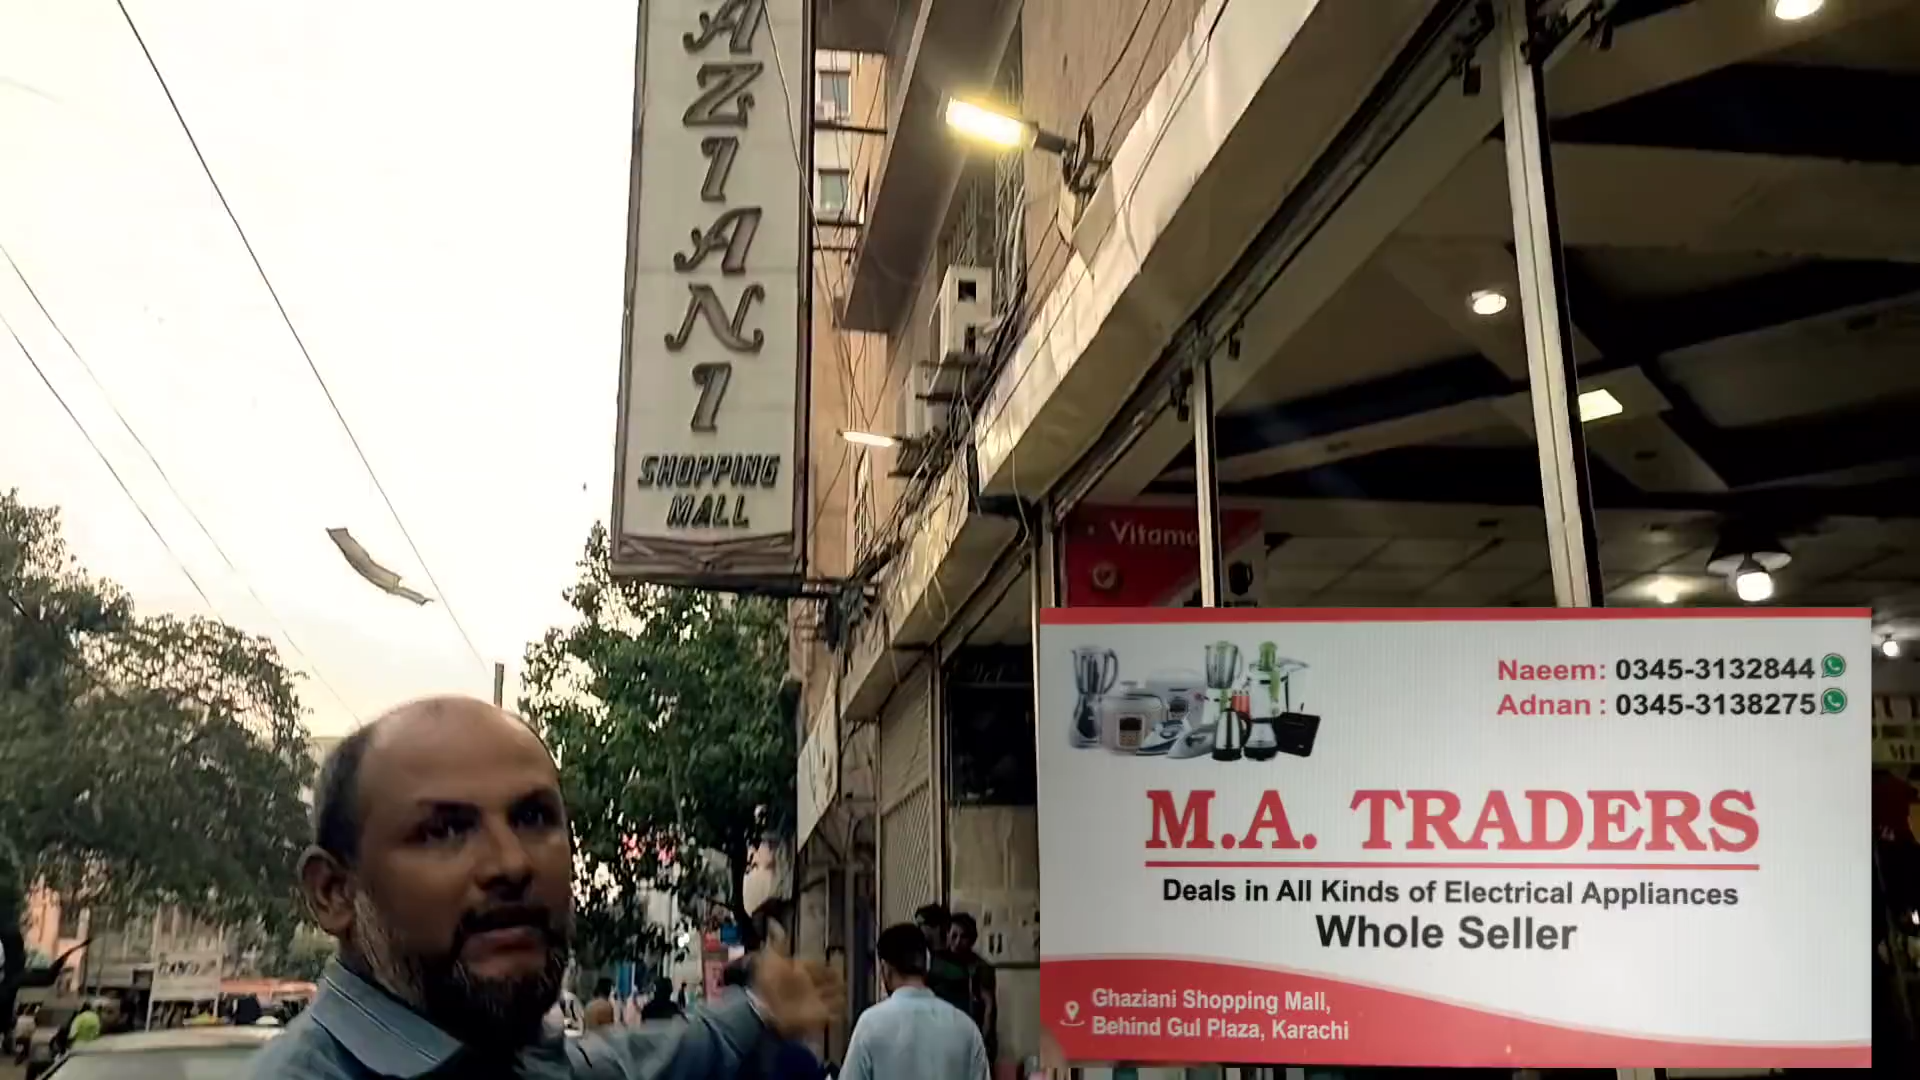 AZIANI
SHOPPING
MALL
Vitama
Naeem: 0345-3132844
Adnan : 0345-3138275
M.A. TRADERS
Deals in All Kinds of Electrical Appliances
Whole Seller
Ghaziani Shopping Mall,
Behind Gul Plaza, Karachi